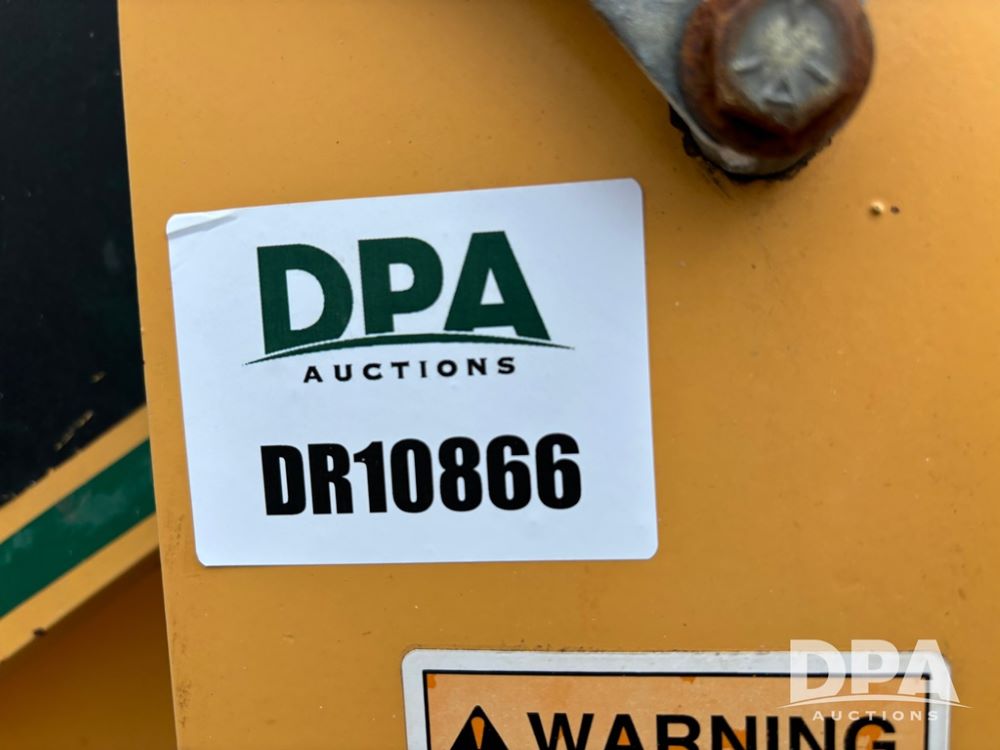 DPA
AUCTIONS
DR10866
WARNING
DPA
AUCTIONS